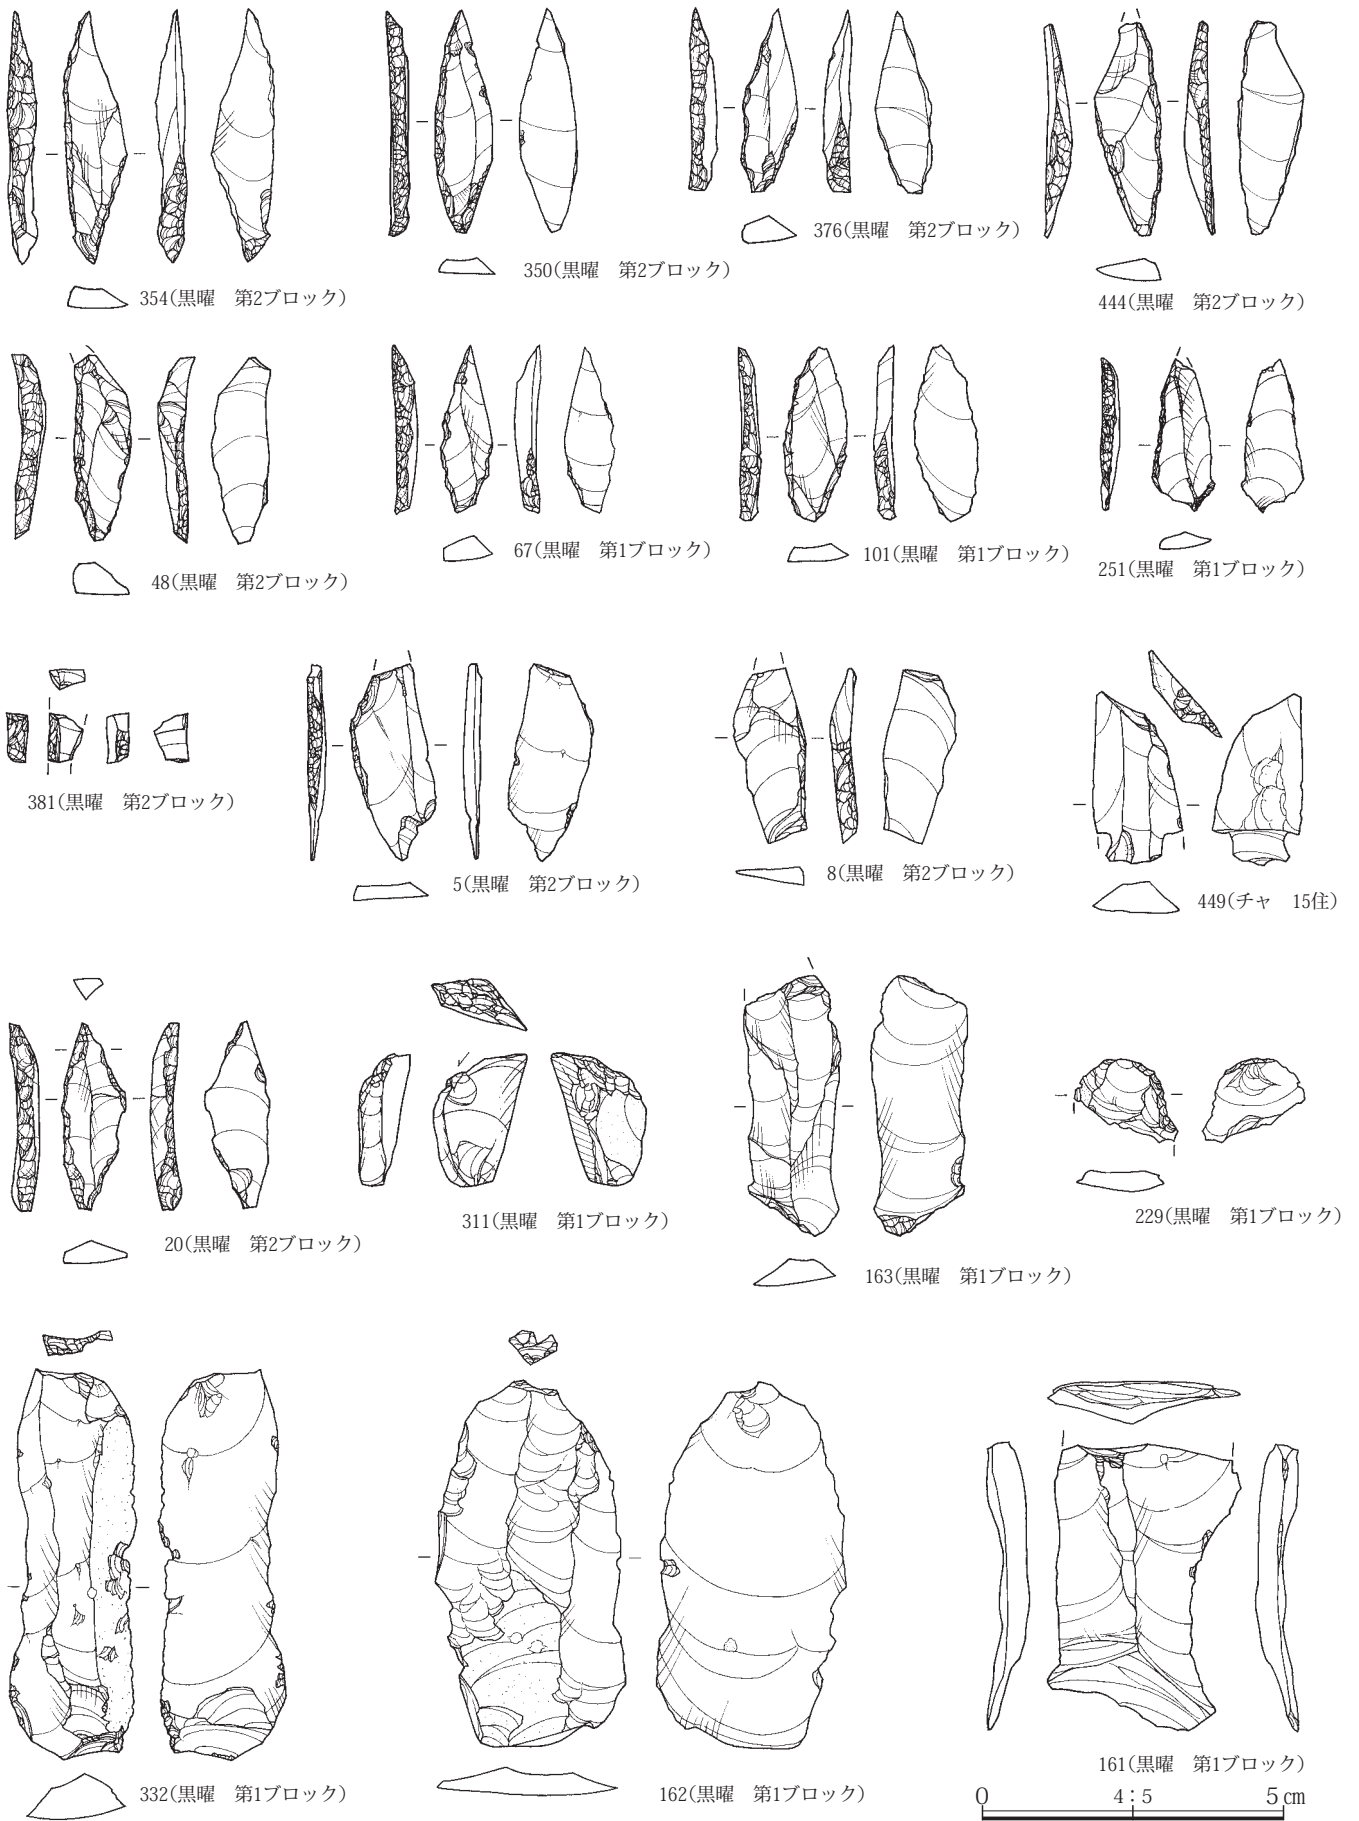 354(黒曜　第2ブロック)
350(黒曜　第2ブロック)
376(黒曜　第2ブロック)
444(黒曜　第2ブロック)
48(黒曜　第2ブロック)
67(黒曜　第1ブロック)
101(黒曜　第1ブロック)
251(黒曜　第1ブロック)
381(黒曜　第2ブロック)
5(黒曜　第2ブロック)
8(黒曜　第2ブロック)
449(チャ　15住)
20(黒曜　第2ブロック)
311(黒曜　第1ブロック)
163(黒曜　第1ブロック)
229(黒曜　第1ブロック)
332(黒曜　第1ブロック)
162(黒曜　第1ブロック)
161(黒曜　第1ブロック)
0 4：5 5㎝